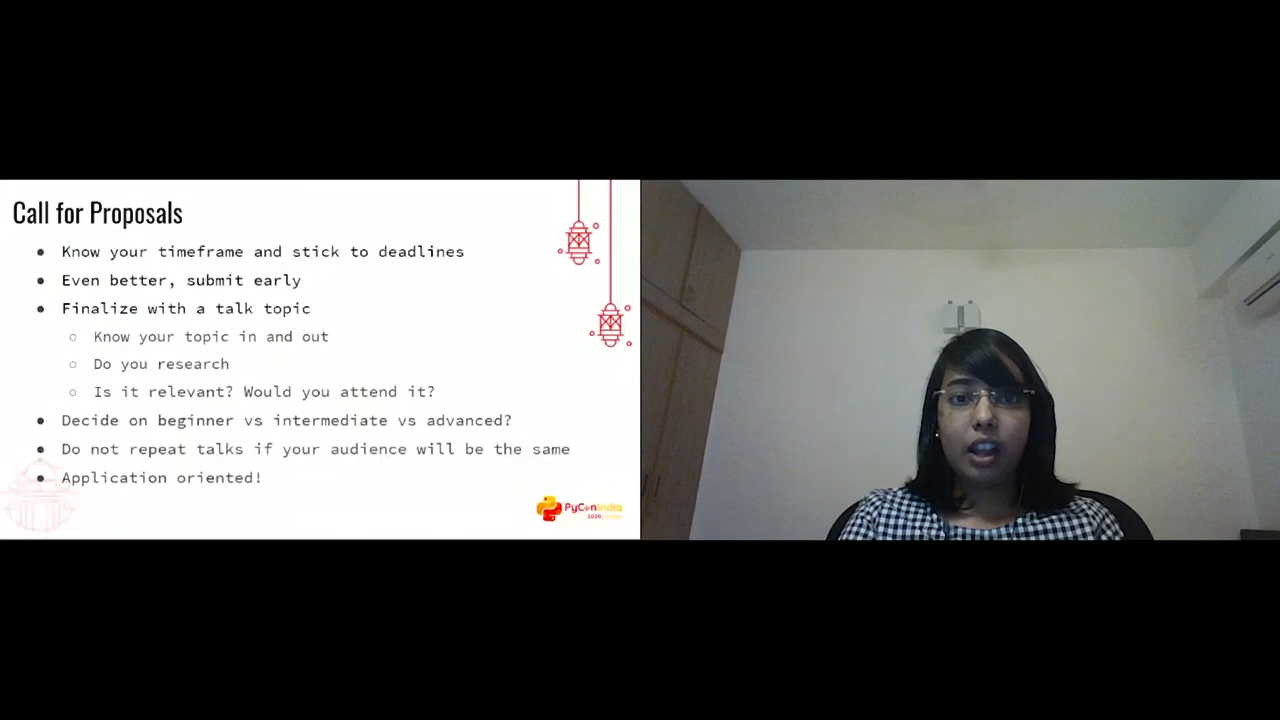 Call for Proposals
● Know your timeframe and stick to deadlines
● Even better, submit early
● Finalize with a talk topic
○ Know your topic in and out
○ Do you research
○ Is it relevant? Would you attend it?
● Decide on beginner vs intermediate vs advanced?
● Do not repeat talks if your audience will be the same
● Application oriented!
PyConIndia
2020,